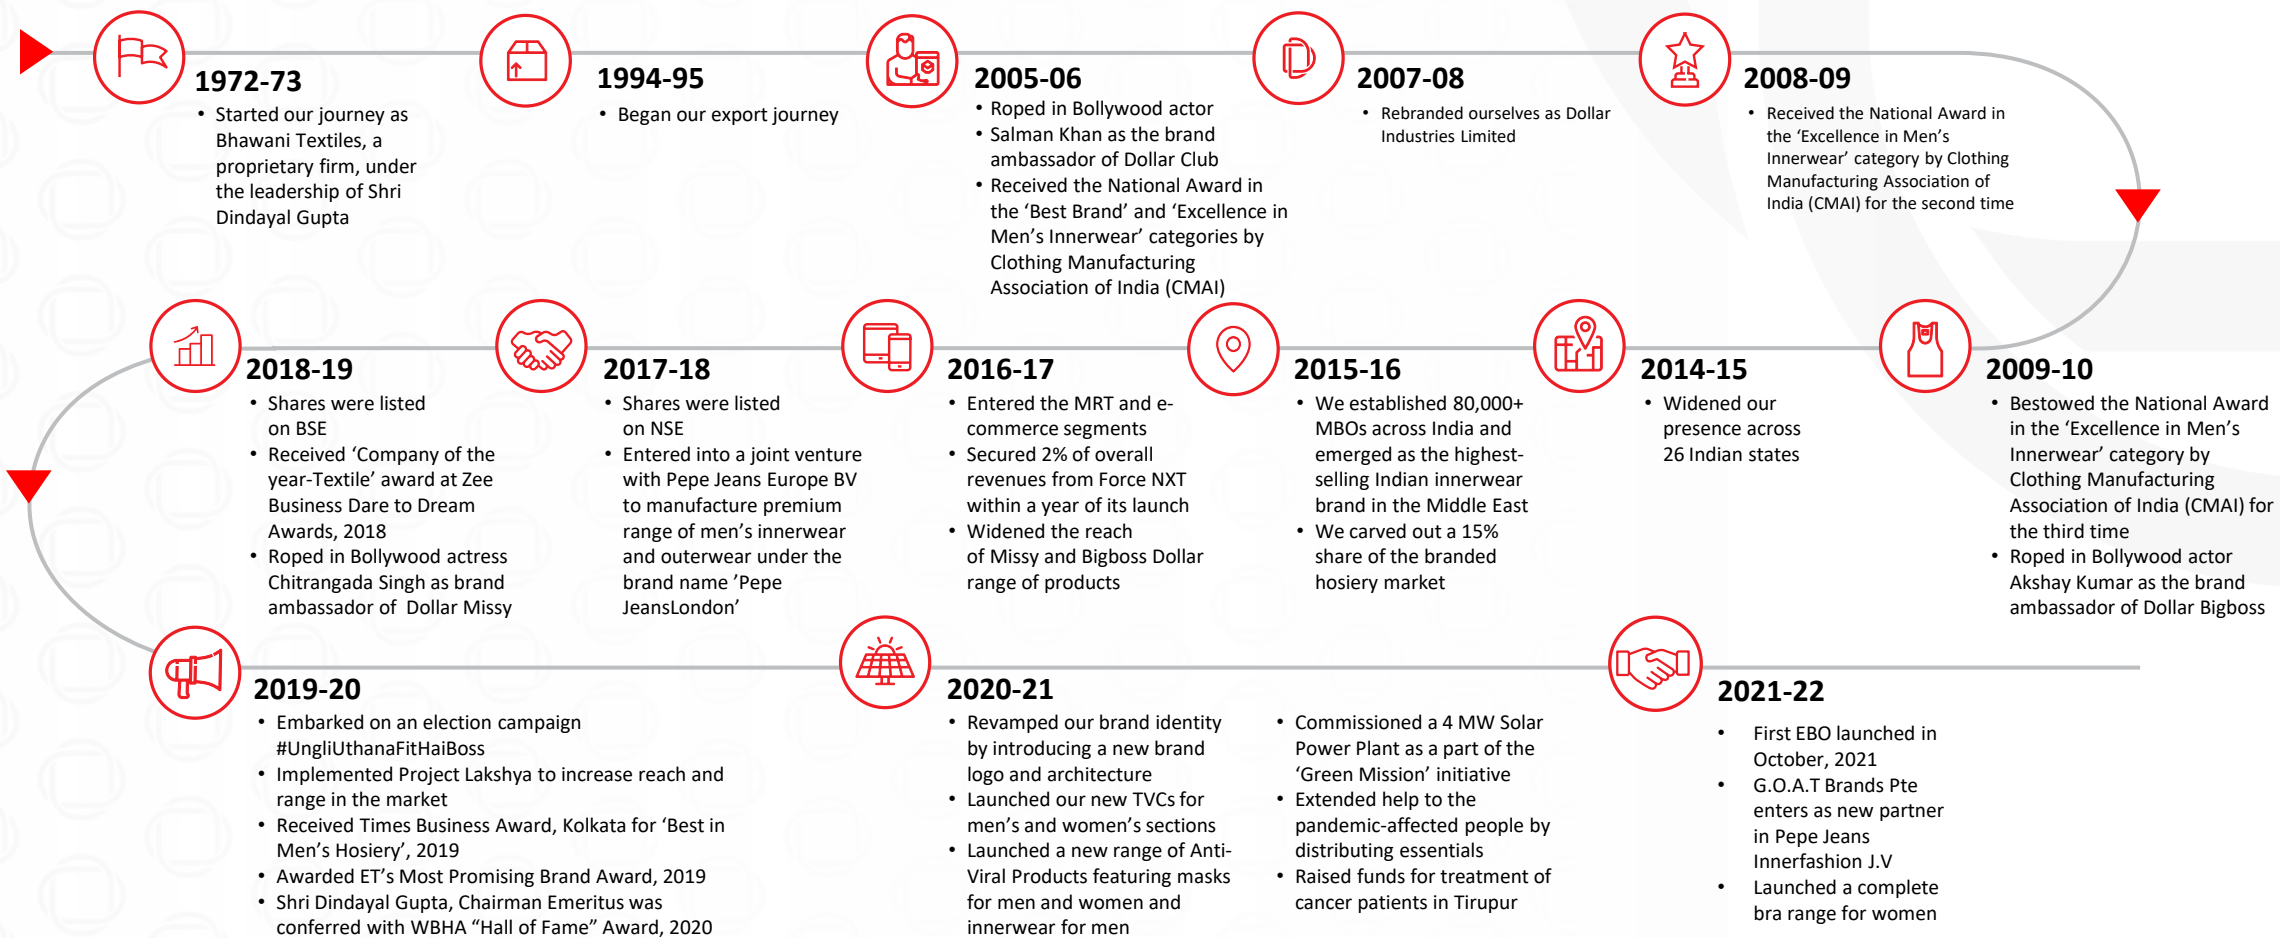 1972-73
• Started our journey as
Bhawani Textiles, a
proprietary firm, under
the leadership of Shri
Dindayal Gupta
1994-95
• Began our export journey
2005-06
• Roped in Bollywood actor
• Salman Khan as the brand
ambassador of Dollar Club
• Received the National Award in
the ‘Best Brand’ and ‘Excellence in
Men’s Innerwear’ categories by
Clothing Manufacturing
Association of India (CMAI)
2007-08
• Rebranded ourselves as Dollar
Industries Limited
2008-09
• Received the National Award in
the ‘Excellence in Men’s
Innerwear’ category by Clothing
Manufacturing Association of
India (CMAI) for the second time
2018-19
• Shares were listed
on BSE
• Received ‘Company of the
year-Textile’ award at Zee
Business Dare to Dream
Awards, 2018
• Roped in Bollywood actress
Chitrangada Singh as brand
ambassador of Dollar Missy
2017-18
• Shares were listed
on NSE
• Entered into a joint venture
with Pepe Jeans Europe BV
to manufacture premium
range of men’s innerwear
and outerwear under the
brand name ’Pepe
JeansLondon’
2016-17
• Entered the MRT and e-
commerce segments
• Secured 2% of overall
revenues from Force NXT
within a year of its launch
• Widened the reach
of Missy and Bigboss Dollar
range of products
2015-16
• We established 80,000+
MBOs across India and
emerged as the highest-
selling Indian innerwear
brand in the Middle East
• We carved out a 15%
share of the branded
hosiery market
2014-15
• Widened our
presence across
26 Indian states
2009-10
• Bestowed the National Award
in the ‘Excellence in Men’s
Innerwear’ category by
Clothing Manufacturing
Association of India (CMAI) for
the third time
• Roped in Bollywood actor
Akshay Kumar as the brand
ambassador of Dollar Bigboss
2019-20
• Embarked on an election campaign
#UngliUthanaFitHaiBoss
• Implemented Project Lakshya to increase reach and
range in the market
• Received Times Business Award, Kolkata for ‘Best in
Men’s Hosiery’, 2019
• Awarded ET’s Most Promising Brand Award, 2019
• Shri Dindayal Gupta, Chairman Emeritus was
conferred with WBHA “Hall of Fame” Award, 2020
2020-21
• Revamped our brand identity
by introducing a new brand
logo and architecture
• Launched our new TVCs for
men’s and women’s sections
• Launched a new range of Anti-
Viral Products featuring masks
for men and women and
innerwear for men
• Commissioned a 4 MW Solar
Power Plant as a part of the
‘Green Mission’ initiative
• Extended help to the
pandemic-affected people by
distributing essentials
• Raised funds for treatment of
cancer patients in Tirupur
2021-22
• First EBO launched in
October, 2021
• G.O.A.T Brands Pte
enters as new partner
in Pepe Jeans
Innerfashion J.V
• Launched a complete
bra range for women